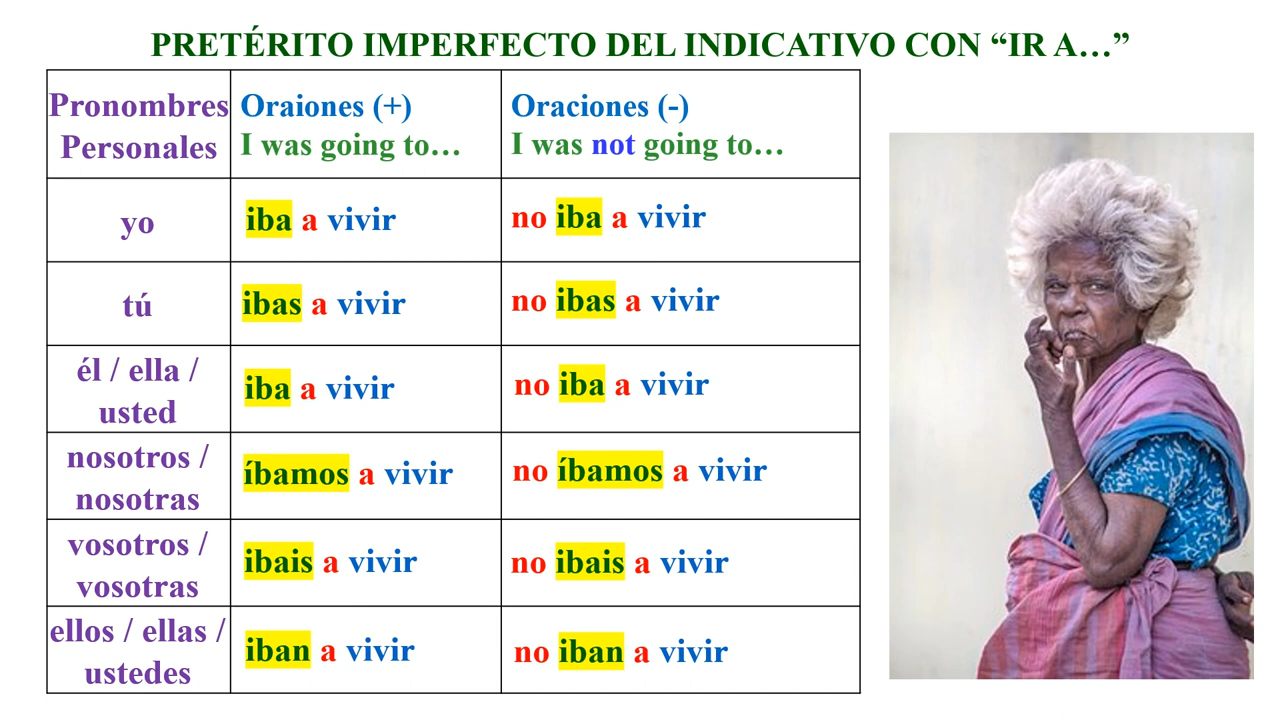 PRETÉRITO IMPERFECTO DEL INDICATIVO CON “IR A…”
Pronombres Personales
Oraiones (+)
I was going to…
Oraciones (-)
I was not going to…
yo
iba a vivir
no iba a vivir
tú
ibas a vivir
no ibas a vivir
él / ella /
usted
iba a vivir
no iba a vivir
nosotros /
nosotras
íbamos a vivir
no íbamos a vivir
vosotros /
vosotras
ibais a vivir
no ibais a vivir
ellos / ellas /
ustedes
iban a vivir
no iban a vivir